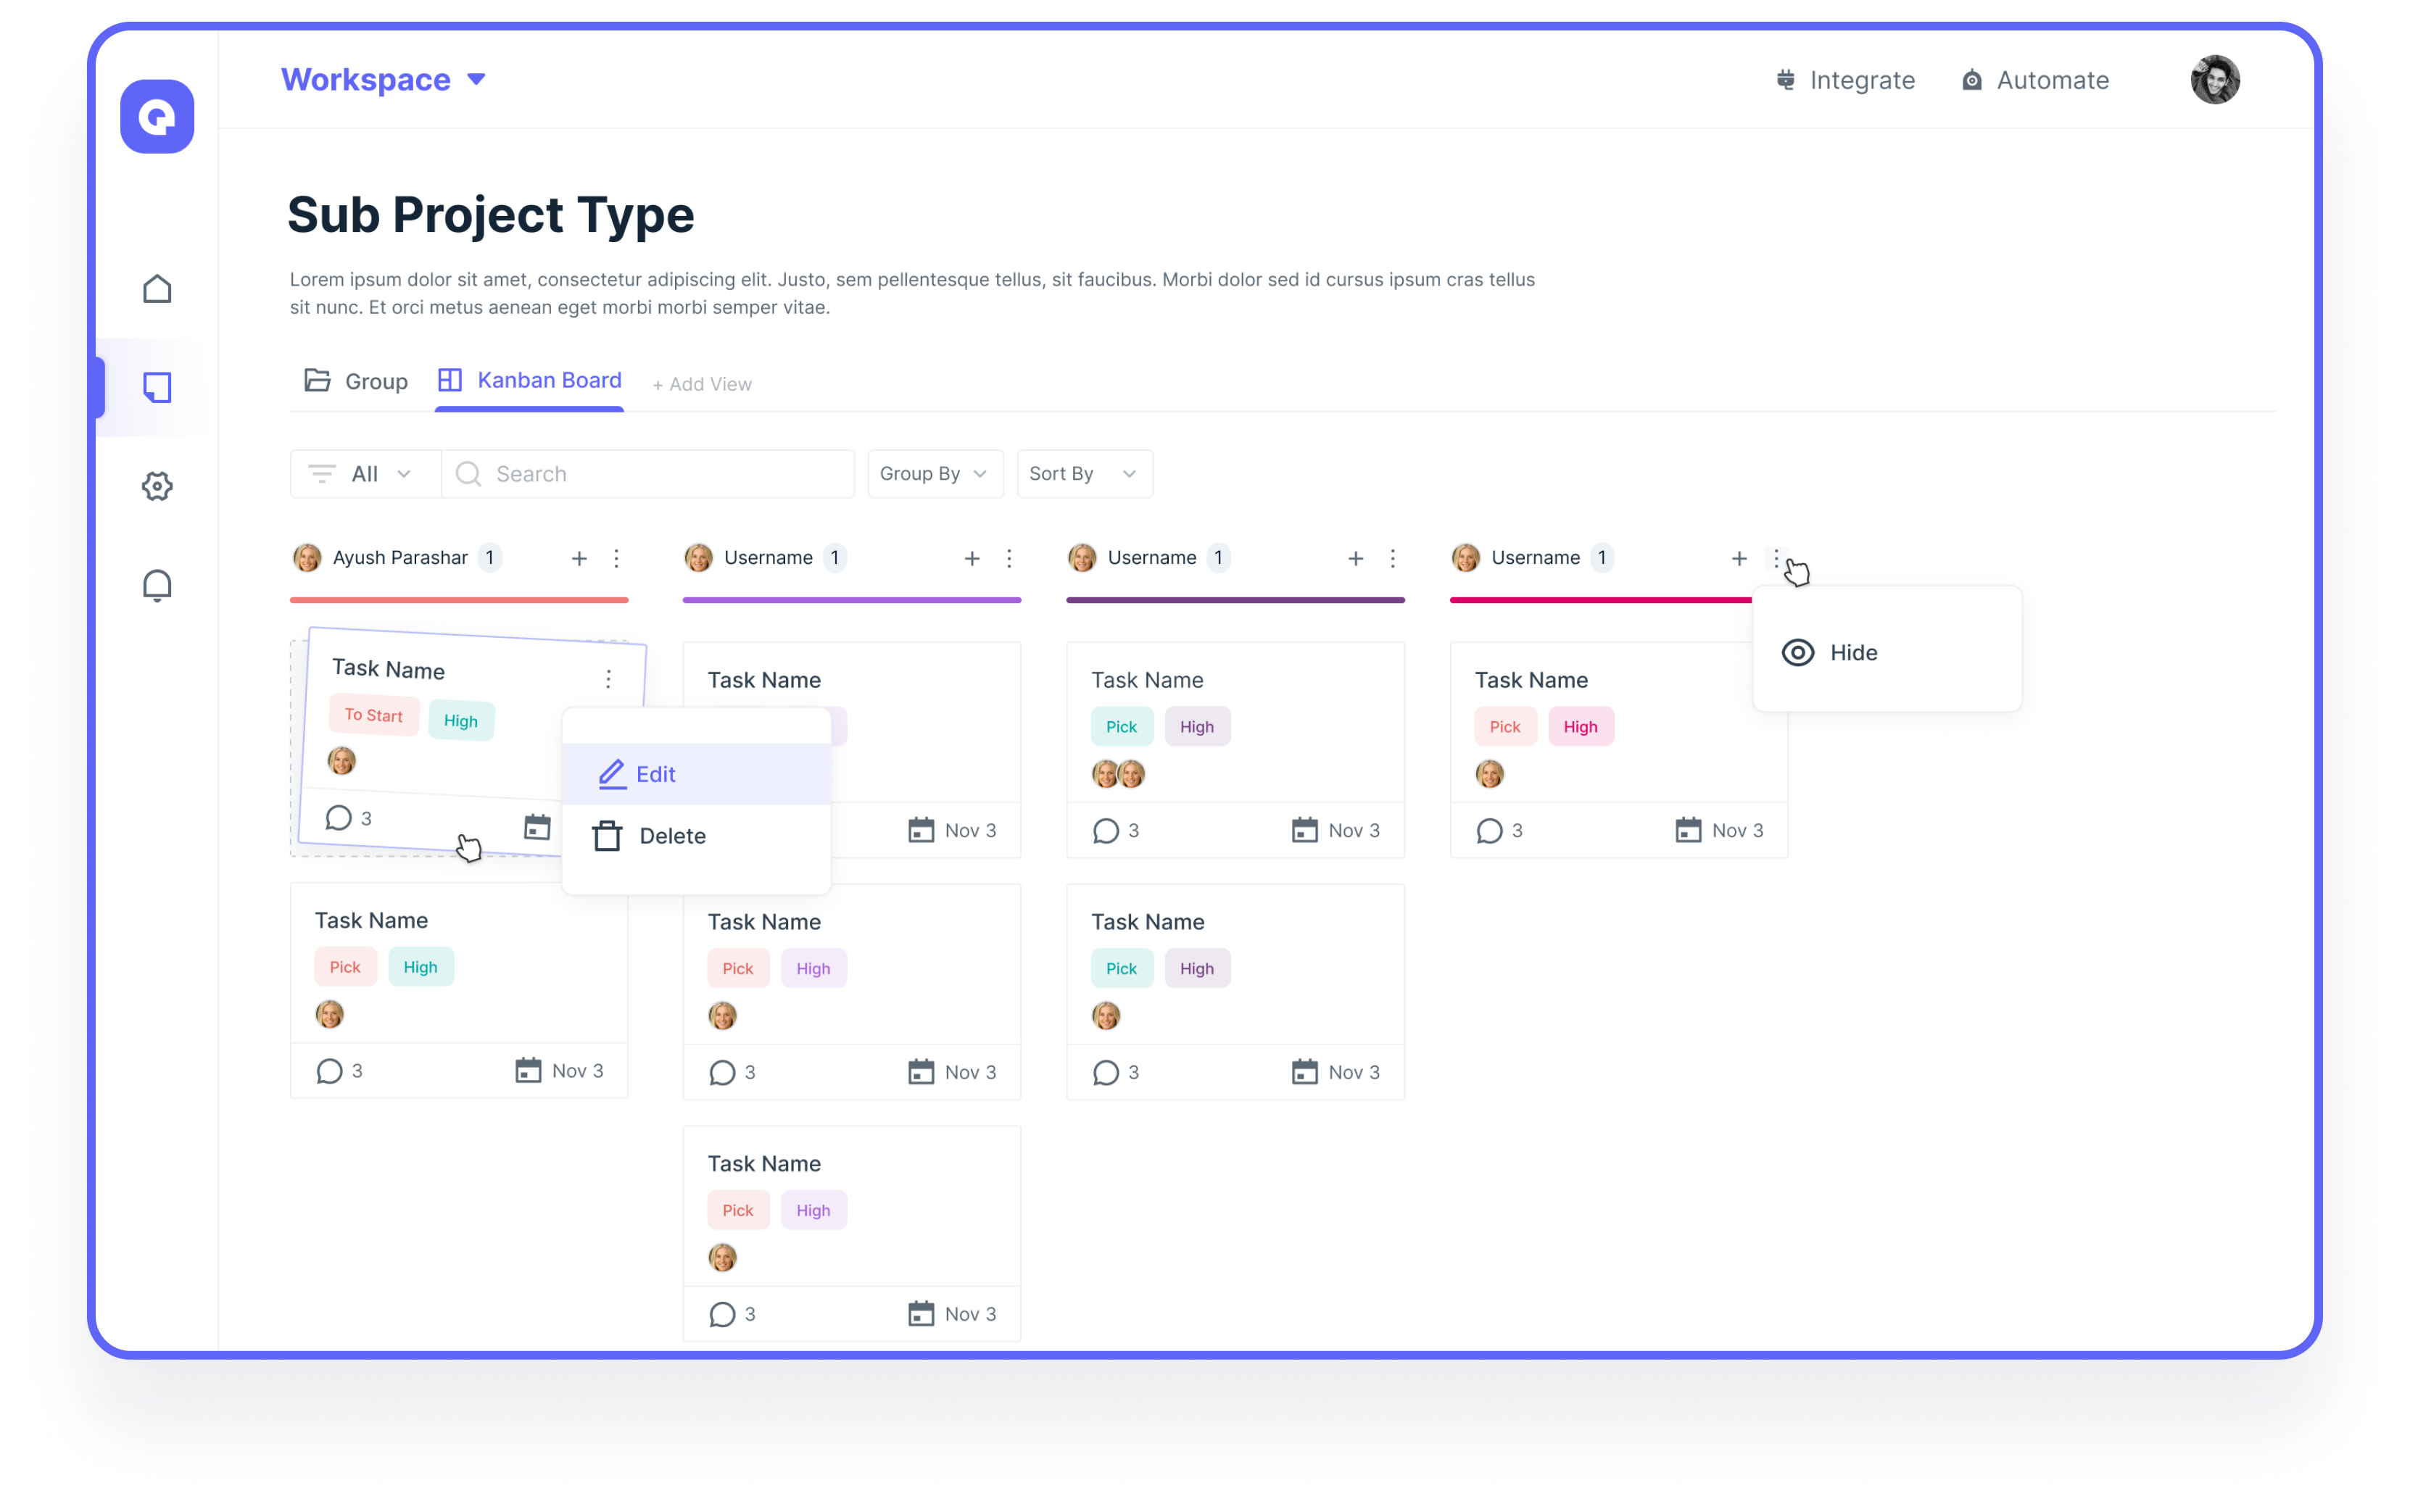 Workspace
Integrate
Automate
Sub Project Type
Lorem ipsum dolor sit amet, consectetur adipiscing elit. Justo, sem pellentesque tellus, sit faucibus. Morbi dolor sed id cursus ipsum cras tellus
sit nunc. Et orci metus aenean eget morbi morbi semper vitae.
Group
Kanban Board
+ Add View
All
Search
Group By
Sort By
Ayush Parashar 1
Task Name
To Start High
3
Edit
Delete
Task Name
Pick High
3 Nov 3
Username 1
Task Name
Nov 3
Task Name
Pick High
3 Nov 3
Task Name
Pick High
3 Nov 3
Username 1
Task Name
Pick High
3 Nov 3
Task Name
Pick High
3 Nov 3
Username 1
Hide
Task Name
Pick High
3 Nov 3